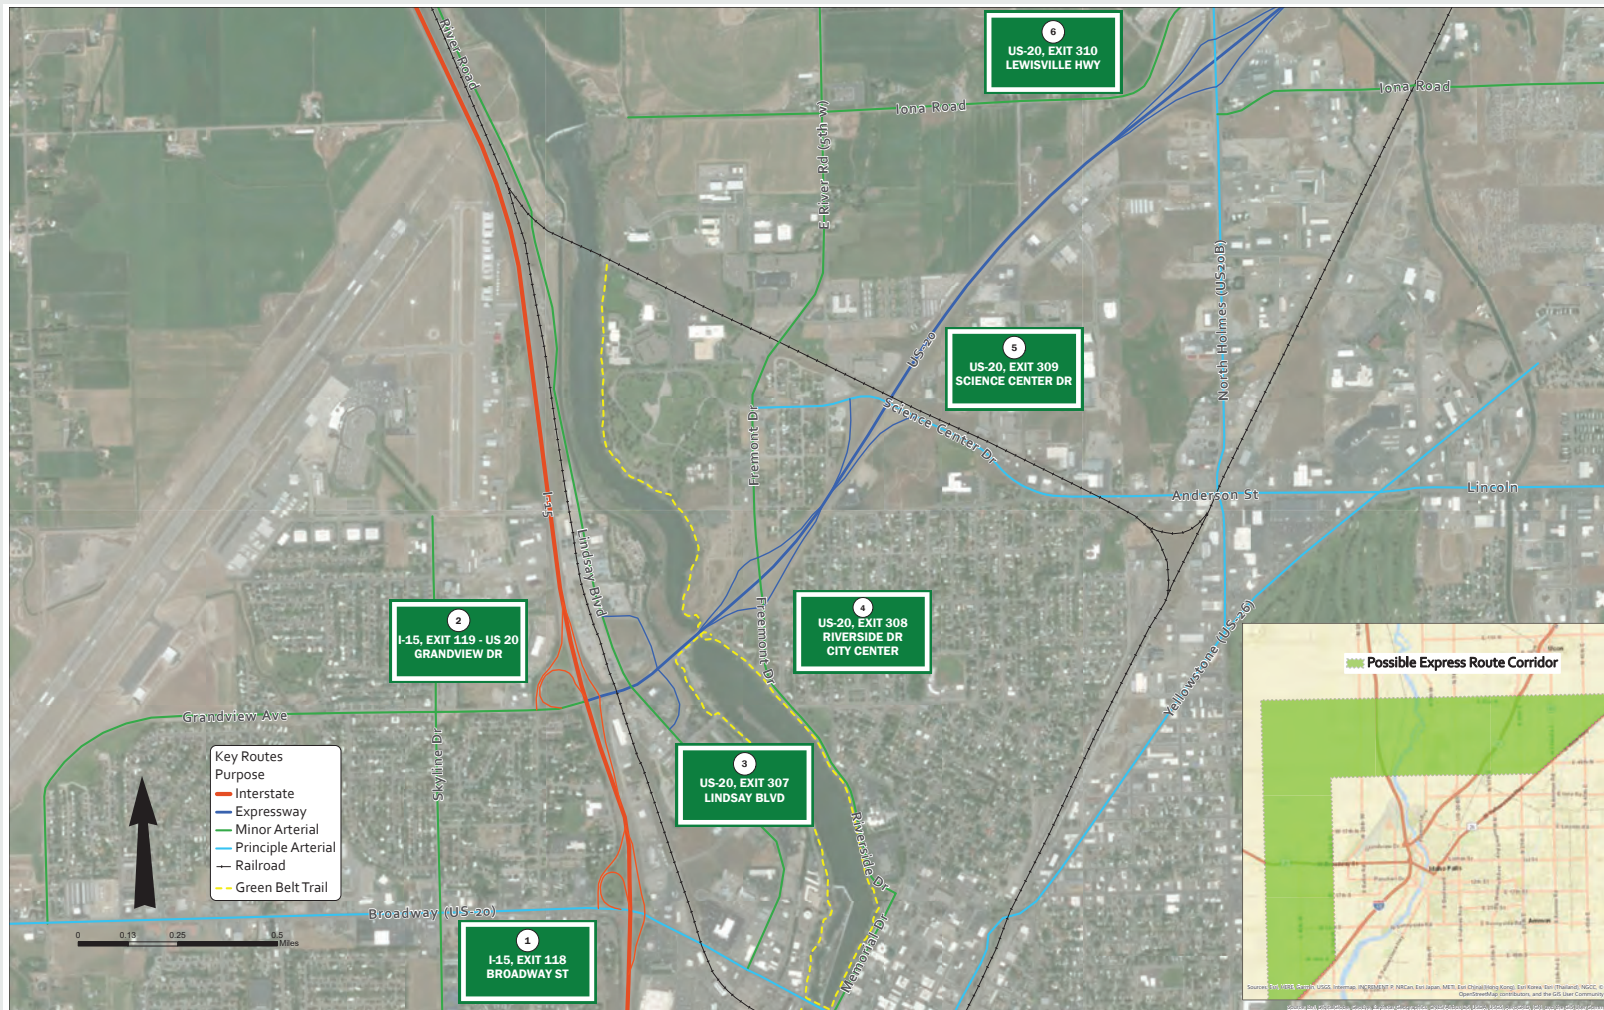 6
US-20, EXIT 310
LEWISVILLE HWY
River Road
Iona Road
Iona Road
E River Rd (5th W)
North Holmes (US20B)
US-20
5
US-20, EXIT 309
SCIENCE CENTER DR
Science Center Dr
Fremont Dr
Anderson St
Lincoln
I-15
Lindsay Blvd
2
I-15, EXIT 119 - US 20
GRANDVIEW DR
4
US-20, EXIT 308
RIVERSIDE DR
CITY CENTER
Freemont Dr
Yellowstone (US-26)
Grandview Ave
Skyline Dr
3
US-20, EXIT 307
LINDSAY BLVD
Riverside Dr
Memorial Dr
Key Routes
Purpose
Interstate
Expressway
Minor Arterial
Principle Arterial
Railroad
Green Belt Trail
Broadway (US-20)
0 0.13 0.25 0.5
Miles
1
I-15, EXIT 118
BROADWAY ST
Possible Express Route Corridor
Idaho Falls
Ammon